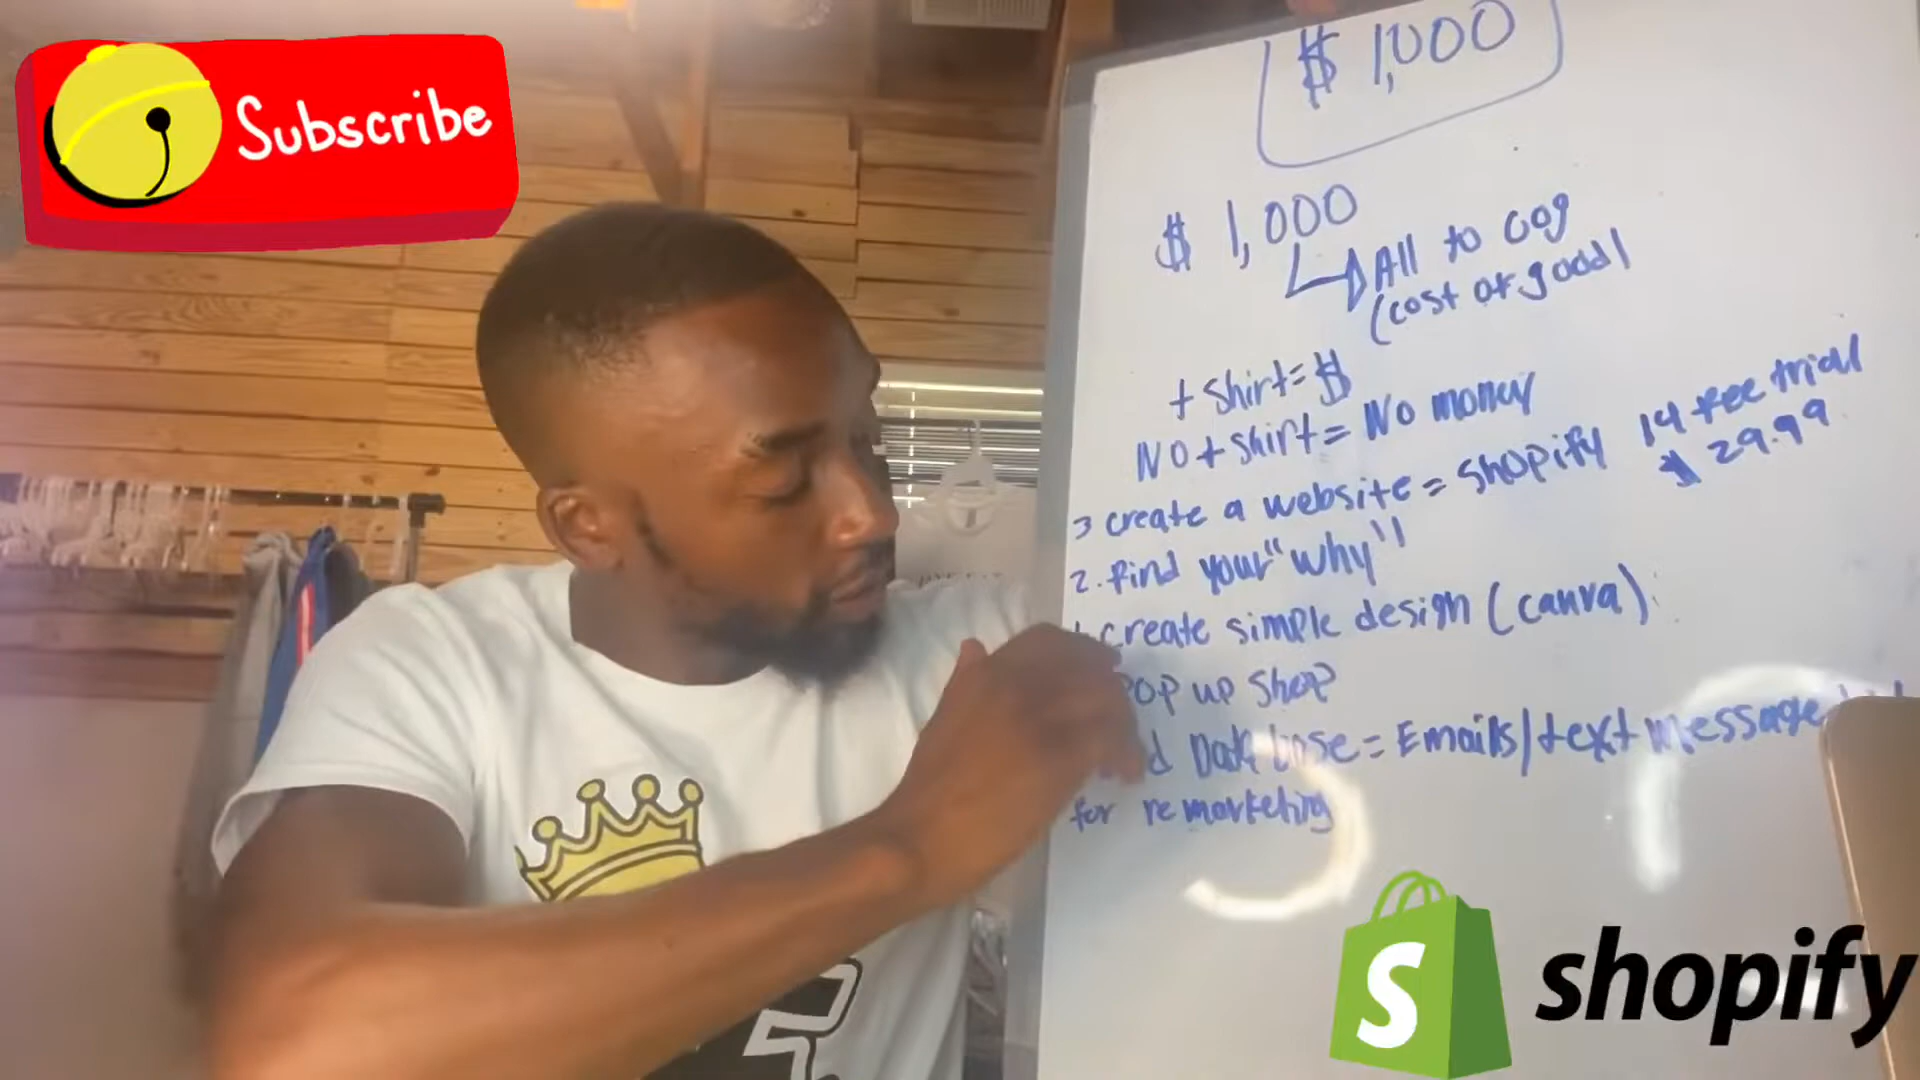 Subscribe
$ 1,000
$ 1,000
All to cog
(cost of good)
t shirt = $
No t shirt = No money
3 create a website = shopify 14 free trial
$ 29.99
2. find your "why"
create simple design (canva)
Pop up shop
Data base = Emails/text message
for remarketing
S shopify